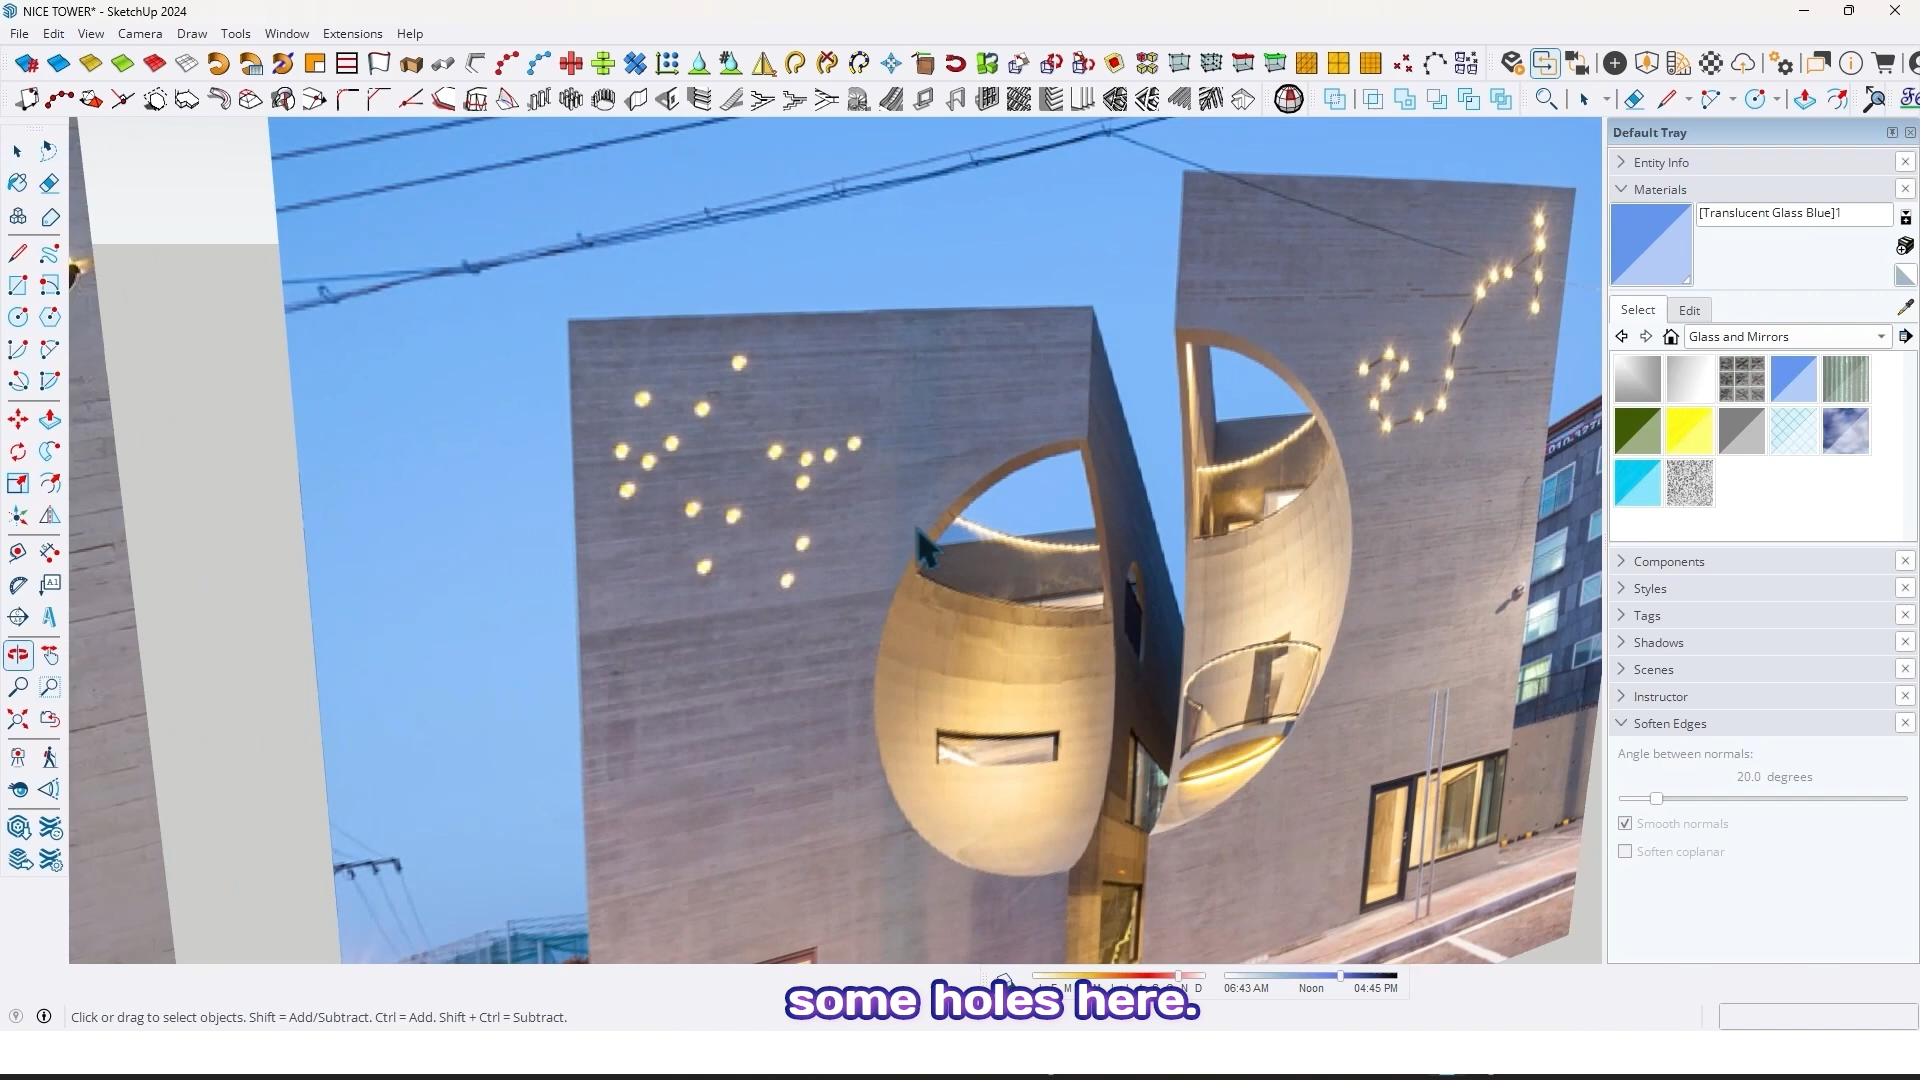 NICE TOWER* - SketchUp 2024
File Edit View Camera Draw Tools Window Extensions Help
Default Tray
Entity Info
Materials
[Translucent Glass Blue]1
Select Edit
Glass and Mirrors
Components
Styles
Tags
Shadows
Scenes
Instructor
Soften Edges
Angle between normals:
20.0 degrees
Smooth normals
Soften coplanar
06:43 AM Noon 04:45 PM
some holes here.
Click or drag to select objects. Shift = Add/Subtract. Ctrl = Add. Shift + Ctrl = Subtract.